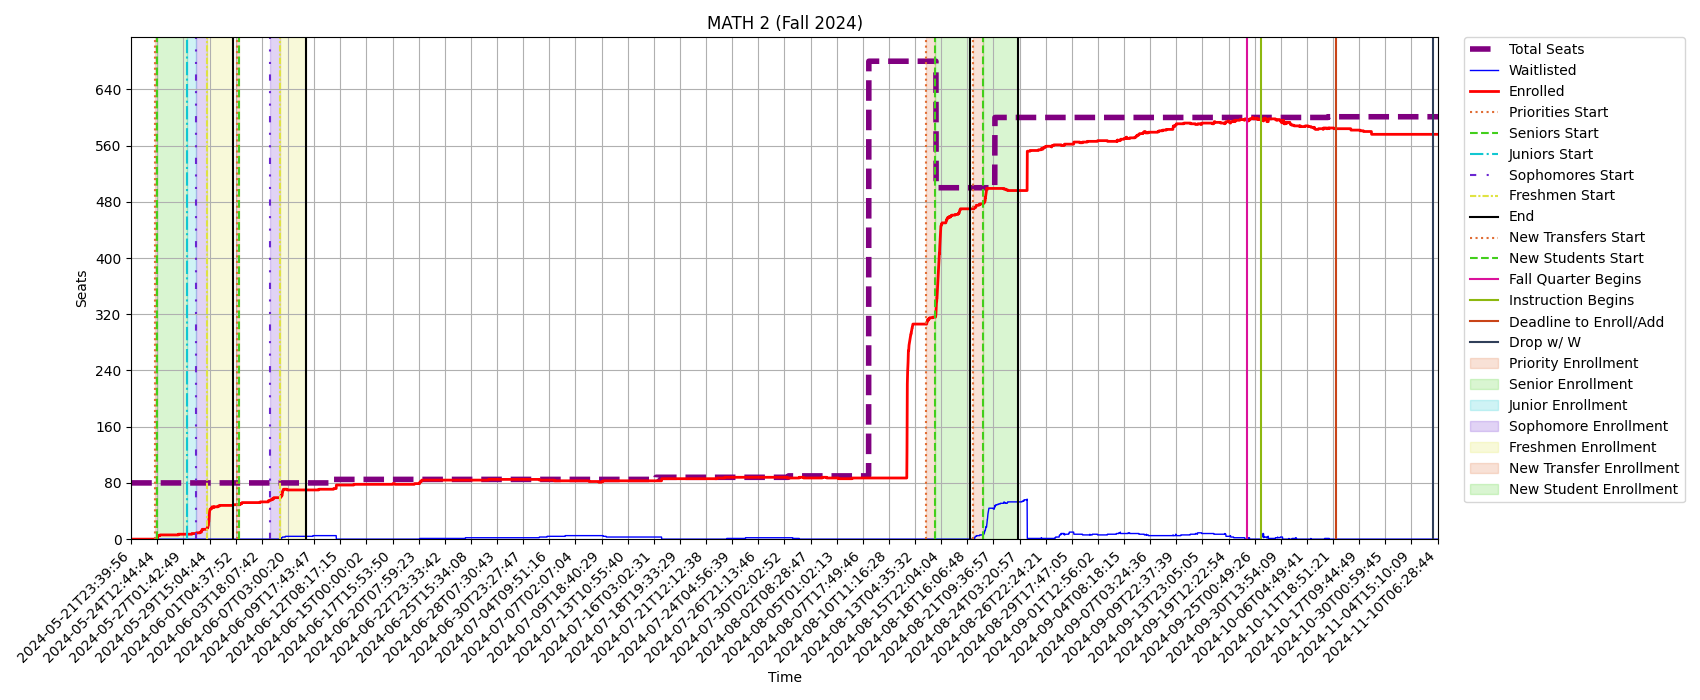 MATH 2 (Fall 2024)
Seats
640
560
480
400
320
240
160
80
0
2024-05-21T23:39:56
2024-05-24T12:44:44
2024-05-27T01:42:49
2024-05-29T15:04:44
2024-06-01T04:37:52
2024-06-03T18:07:42
2024-06-07T03:00:20
2024-06-09T17:43:47
2024-06-12T08:17:15
2024-06-15T00:00:02
2024-06-17T15:53:50
2024-06-20T07:59:23
2024-06-22T23:33:42
2024-06-25T15:34:08
2024-06-28T07:30:43
2024-06-30T23:27:47
2024-07-04T09:51:16
2024-07-07T02:07:04
2024-07-09T18:40:29
2024-07-13T10:55:40
2024-07-16T03:02:31
2024-07-18T19:33:29
2024-07-21T12:12:38
2024-07-24T04:56:39
2024-07-26T21:13:46
2024-07-30T02:02:52
2024-08-02T08:28:47
2024-08-05T01:02:13
2024-08-07T17:49:46
2024-08-10T11:16:28
2024-08-13T04:35:32
2024-08-15T22:04:04
2024-08-18T16:06:48
2024-08-21T09:36:57
2024-08-24T03:20:57
2024-08-26T22:24:21
2024-08-29T17:47:05
2024-09-01T12:56:02
2024-09-04T08:18:15
2024-09-07T03:24:36
2024-09-09T22:37:39
2024-09-13T23:05:05
2024-09-19T12:22:54
2024-09-25T00:49:26
2024-09-30T13:54:09
2024-10-06T04:49:41
2024-10-11T18:51:21
2024-10-17T09:44:49
2024-10-30T00:59:45
2024-11-04T15:10:09
2024-11-10T06:28:44
Time
Total Seats
Waitlisted
Enrolled
Priorities Start
Seniors Start
Juniors Start
Sophomores Start
Freshmen Start
End
New Transfers Start
New Students Start
Fall Quarter Begins
Instruction Begins
Deadline to Enroll/Add
Drop w/ W
Priority Enrollment
Senior Enrollment
Junior Enrollment
Sophomore Enrollment
Freshmen Enrollment
New Transfer Enrollment
New Student Enrollment